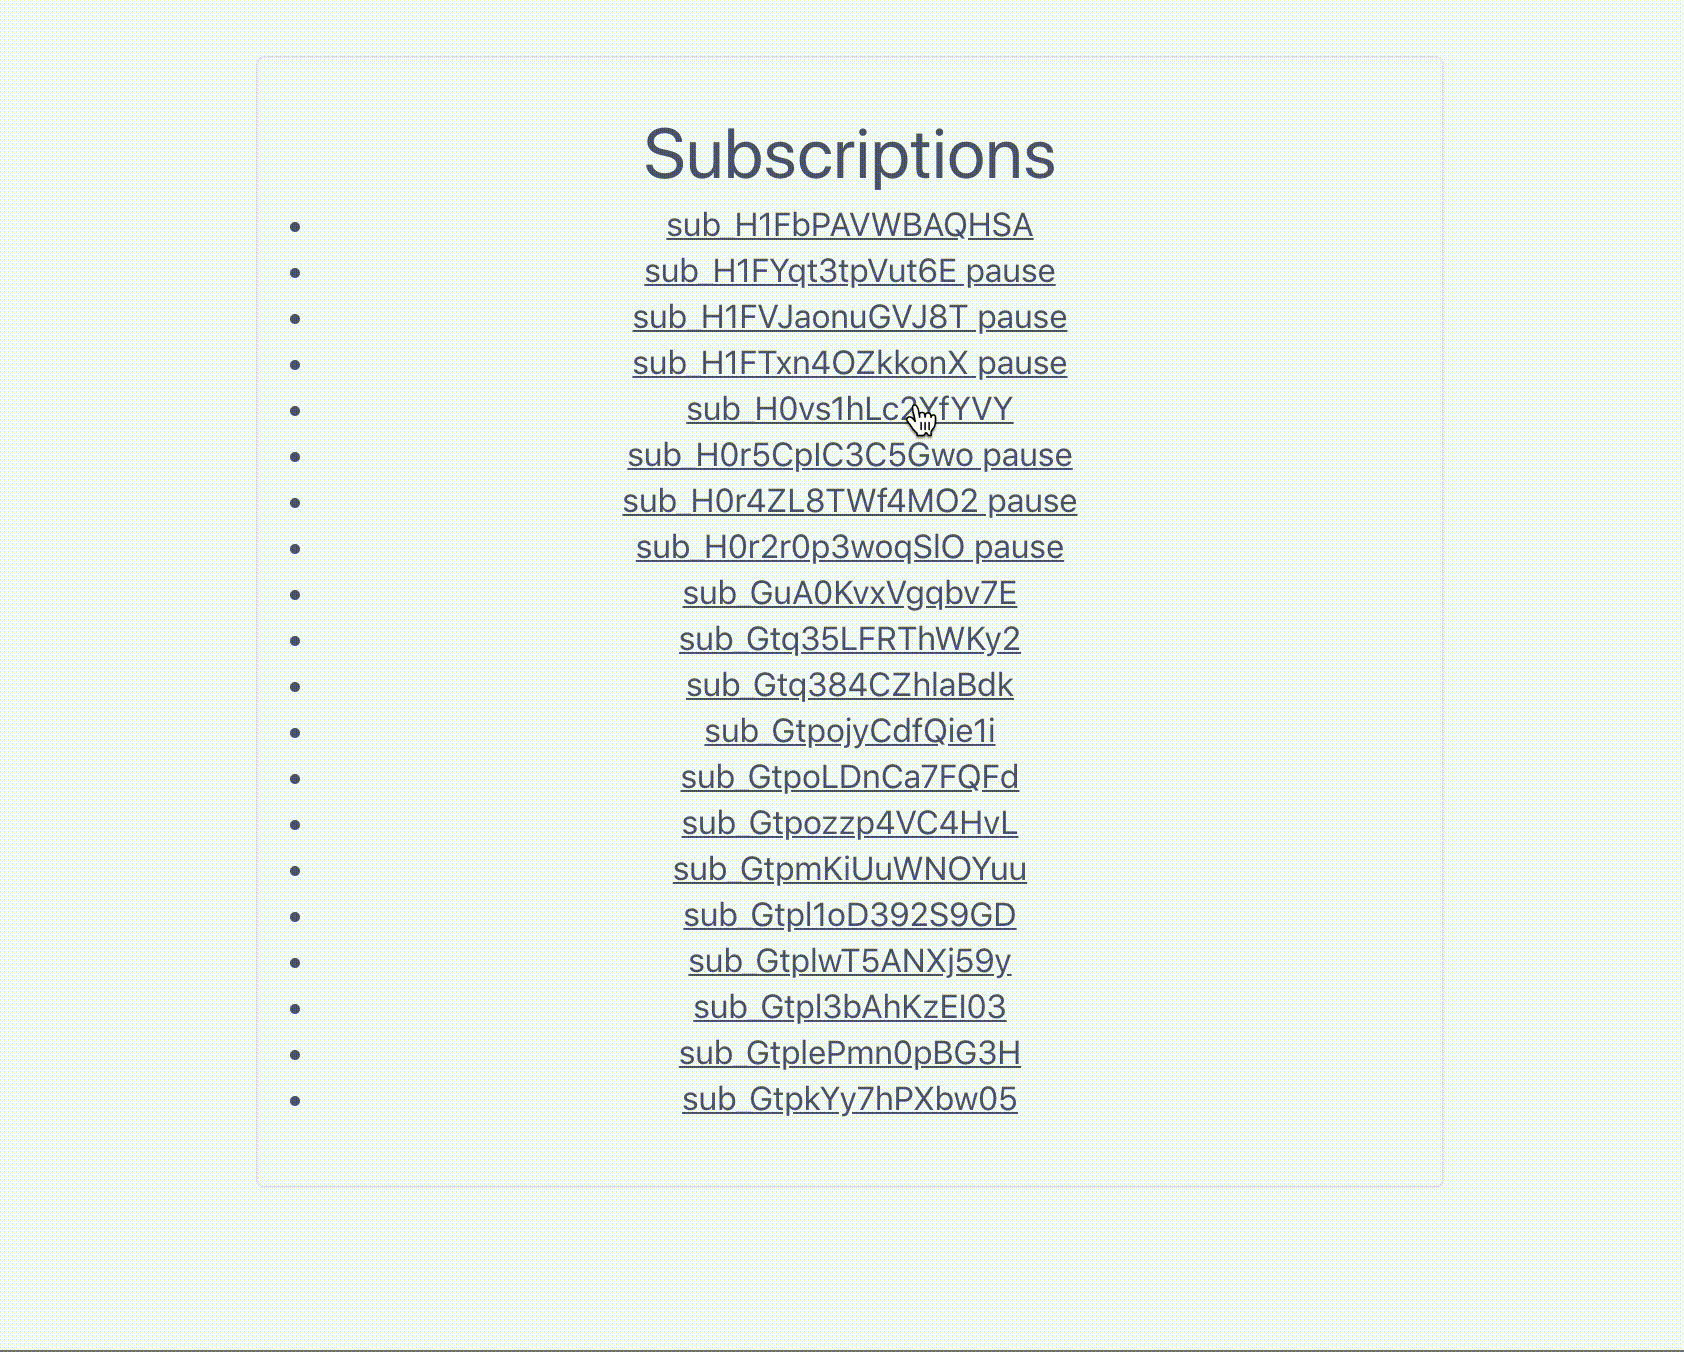 Subscriptions
sub_H1FbPAVWBAQHSA
sub_H1FYqt3tpVut6E pause
sub_H1FVJaonuGVJ8T pause
sub_H1FTxn4OZkkonX pause
sub_H0vs1hLc2YfYVY
sub_H0r5CpIC3C5Gwo pause
sub_H0r4ZL8TWf4MO2 pause
sub_H0r2r0p3woqSlO pause
sub_GuA0KvxVgqbv7E
sub_Gtq35LFRThWKy2
sub_Gtq384CZhlaBdk
sub_GtpojyCdfQie1i
sub_GtpoLDnCa7FQFd
sub_Gtpozzp4VC4HvL
sub_GtpmKiUuWNOYuu
sub_Gtpl1oD392S9GD
sub_GtplwT5ANXj59y
sub_Gtpl3bAhKzEI03
sub_GtplePmn0pBG3H
sub_GtpkYy7hPXbw05